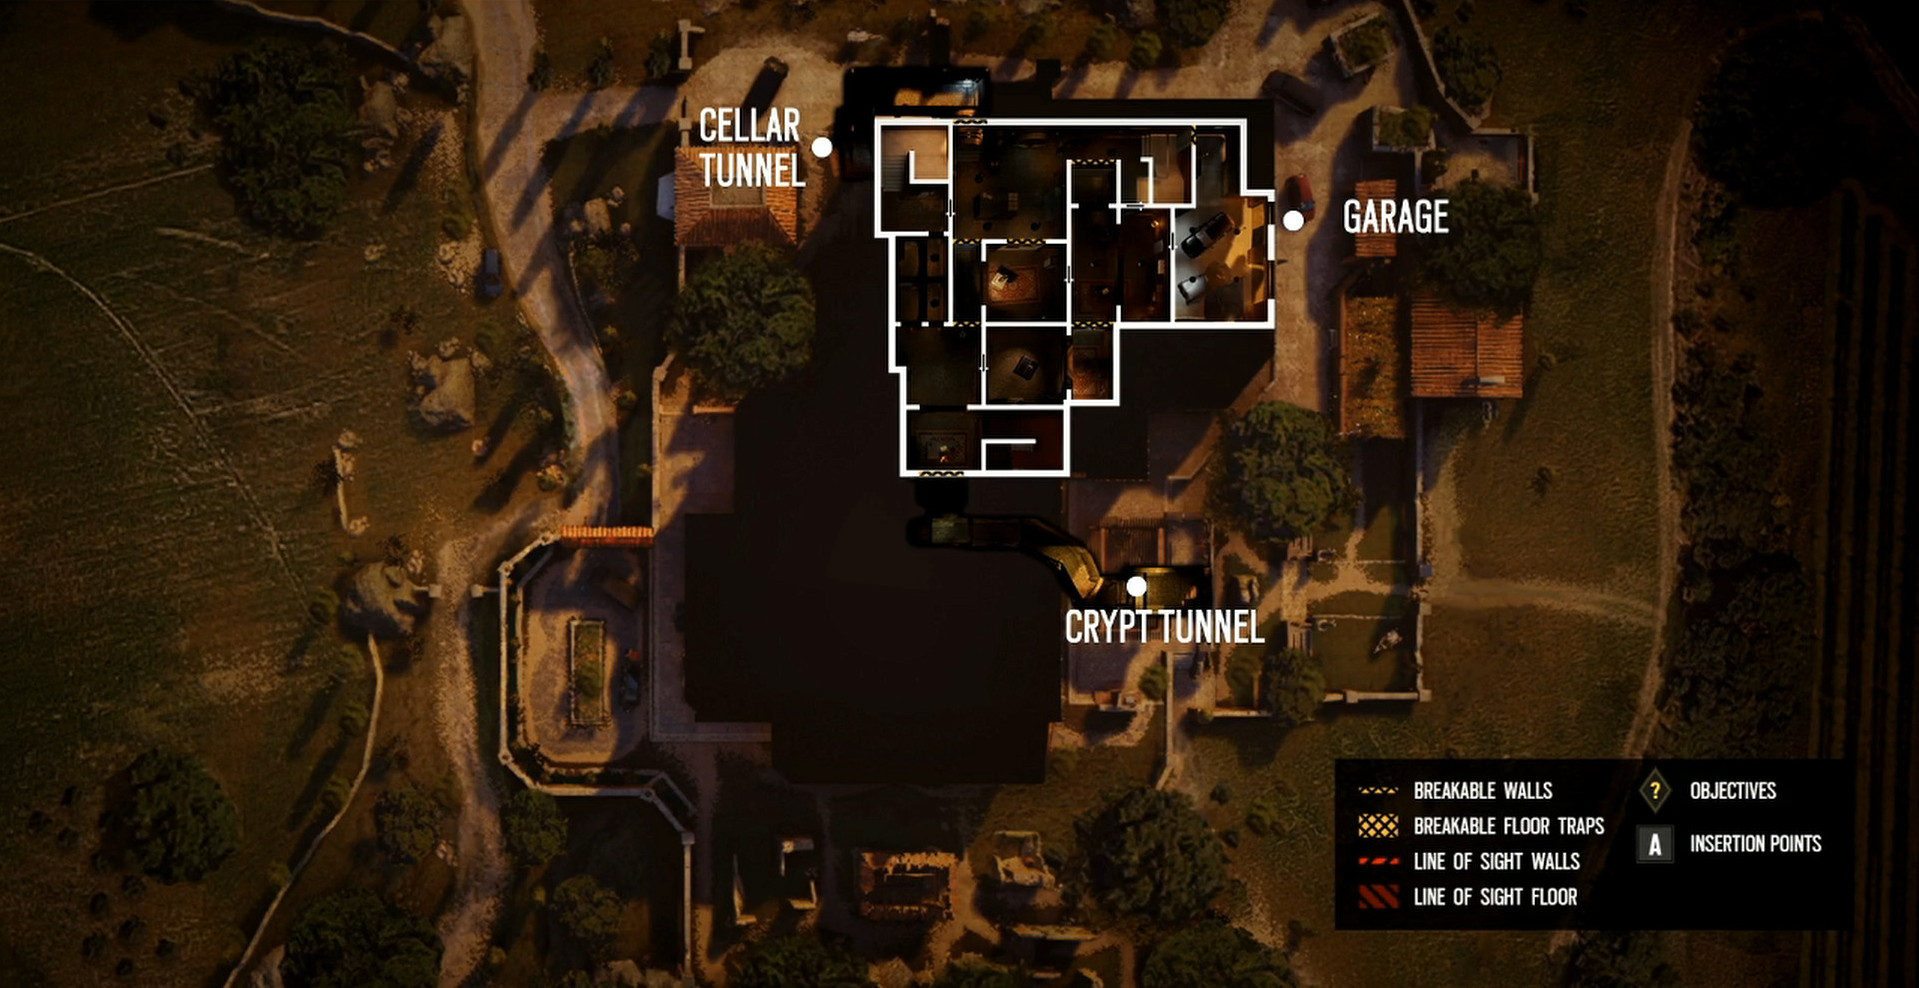 CELLAR
TUNNEL
GARAGE
CRYPT TUNNEL
BREAKABLE WALLS
BREAKABLE FLOOR TRAPS
LINE OF SIGHT WALLS
LINE OF SIGHT FLOOR
? OBJECTIVES
A INSERTION POINTS